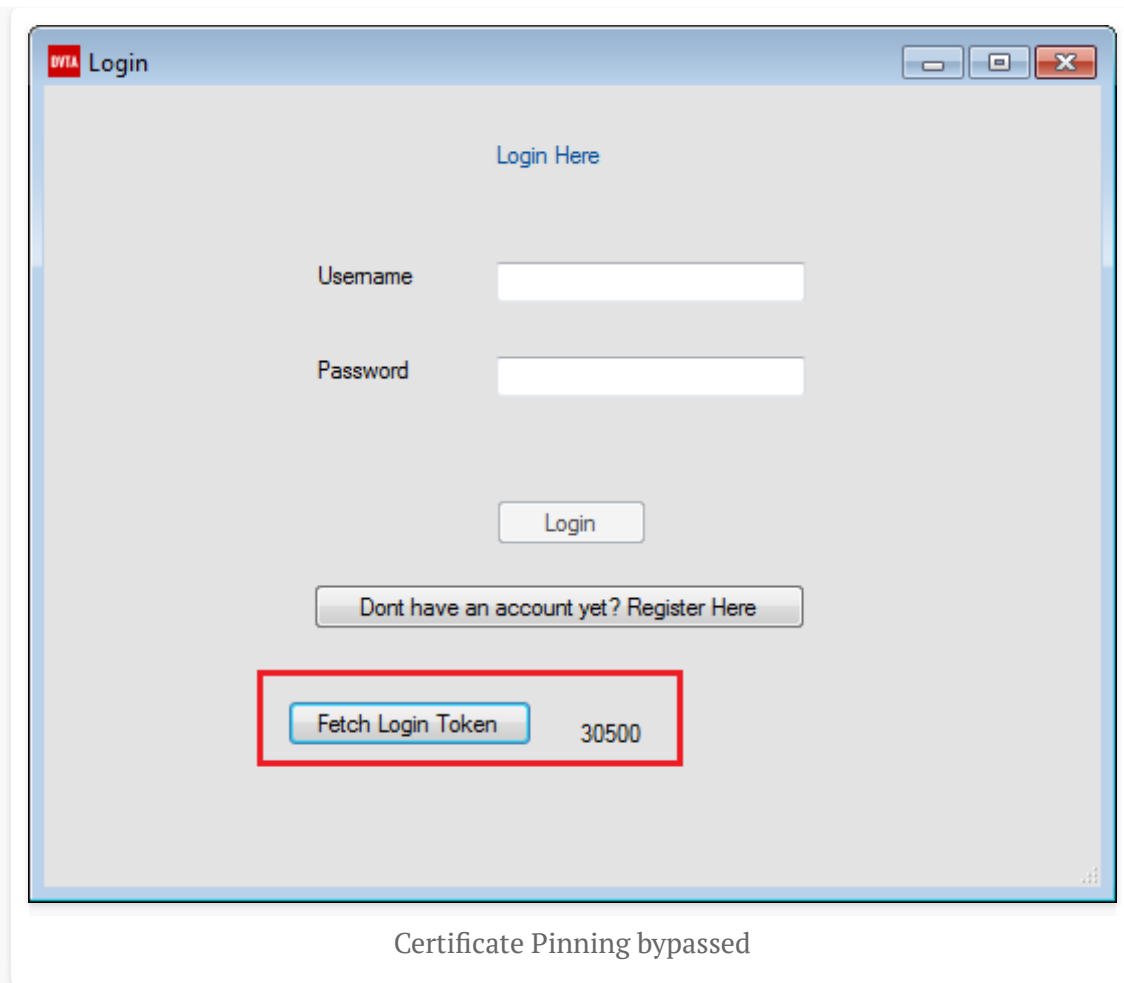 DVTA Login
Login Here
Username
Password
Login
Dont have an account yet? Register Here
Fetch Login Token 30500
Certificate Pinning bypassed